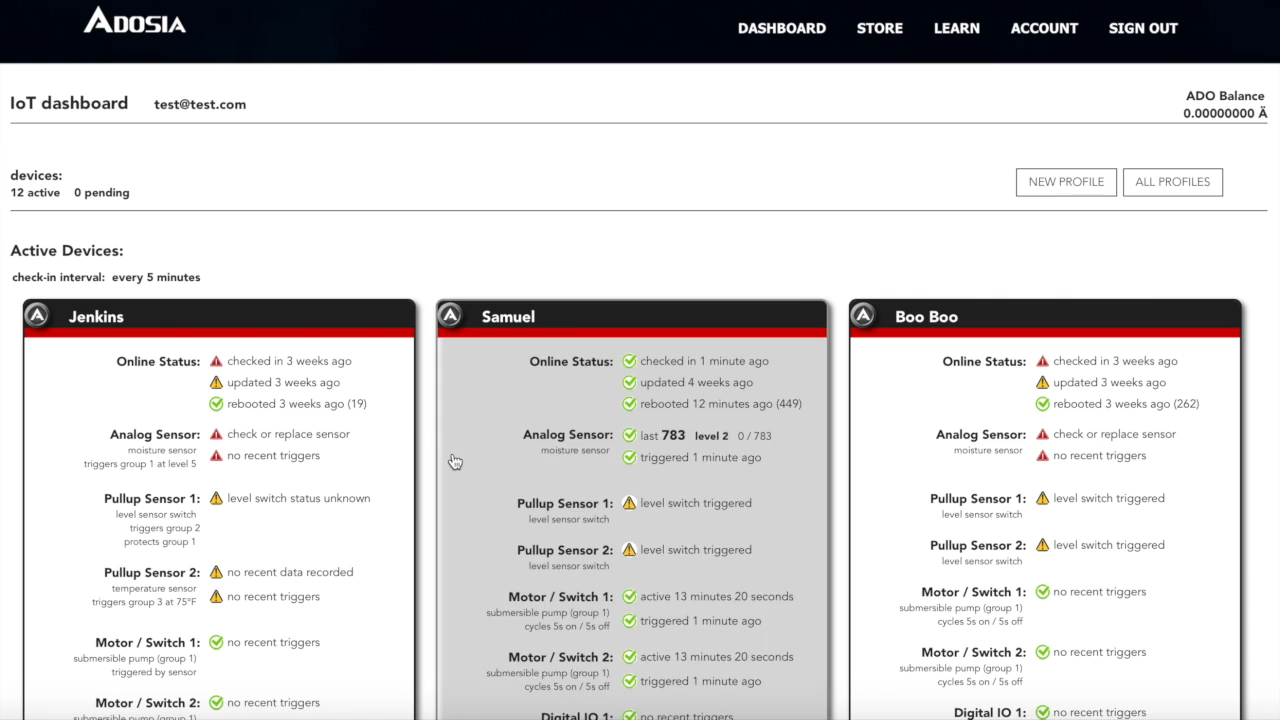 ADOSIA
DASHBOARD STORE LEARN ACCOUNT SIGN OUT
IoT dashboard test@test.com
ADO Balance
0.00000000 Ä
devices:
12 active 0 pending
NEW PROFILE ALL PROFILES
Active Devices:
check-in interval: every 5 minutes
Jenkins
Online Status: checked in 3 weeks ago
updated 3 weeks ago
rebooted 3 weeks ago (19)
Analog Sensor: check or replace sensor
moisture sensor
triggers group 1 at level 5
no recent triggers
Pullup Sensor 1: level switch status unknown
level sensor switch
triggers group 2
protects group 1
Pullup Sensor 2: no recent data recorded
temperature sensor
triggers group 3 at 75°F
no recent triggers
Motor / Switch 1: no recent triggers
submersible pump (group 1)
triggered by sensor
Motor / Switch 2: no recent triggers
submersible pump (group 1)
Samuel
Online Status: checked in 1 minute ago
updated 4 weeks ago
rebooted 12 minutes ago (449)
Analog Sensor: last 783 level 2 0 / 783
moisture sensor
triggered 1 minute ago
Pullup Sensor 1: level switch triggered
level sensor switch
Pullup Sensor 2: level switch triggered
level sensor switch
Motor / Switch 1: active 13 minutes 20 seconds
submersible pump (group 1)
cycles 5s on / 5s off
triggered 1 minute ago
Motor / Switch 2: active 13 minutes 20 seconds
submersible pump (group 1)
cycles 5s on / 5s off
triggered 1 minute ago
Digital IO 1: no recent triggers
Boo Boo
Online Status: checked in 3 weeks ago
updated 3 weeks ago
rebooted 3 weeks ago (262)
Analog Sensor: check or replace sensor
moisture sensor
no recent triggers
Pullup Sensor 1: level switch triggered
level sensor switch
Pullup Sensor 2: level switch triggered
level sensor switch
Motor / Switch 1: no recent triggers
submersible pump (group 1)
cycles 5s on / 5s off
Motor / Switch 2: no recent triggers
submersible pump (group 1)
cycles 5s on / 5s off
Digital IO 1: no recent triggers